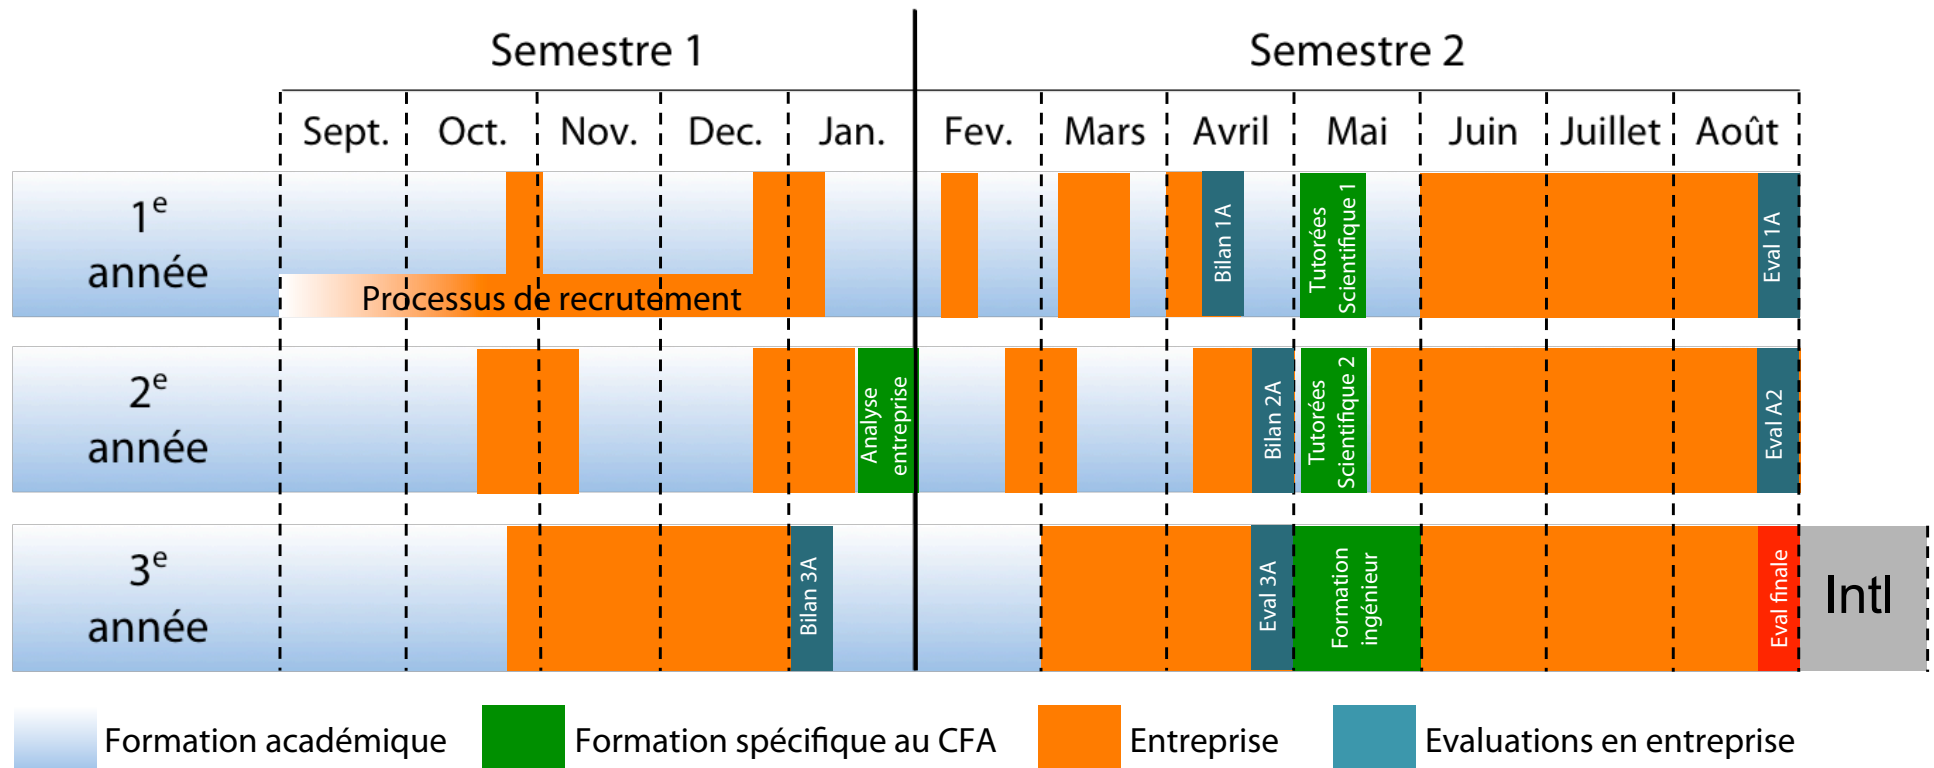 Semestre 1
Semestre 2
Sept.
Oct.
Nov.
Dec.
Jan.
Fev.
Mars
Avril
Mai
Juin
Juillet
Août
1e
année
Processus de recrutement
Bilan 1A
Tutorées
Scientifique 1
Eval 1A
2e
année
Analyse
entreprise
Bilan 2A
Tutorées
Scientifique 2
Eval A2
3e
année
Bilan 3A
Eval 3A
Formation
ingénieur
Eval finale
Intl
Formation académique
Formation spécifique au CFA
Entreprise
Evaluations en entreprise